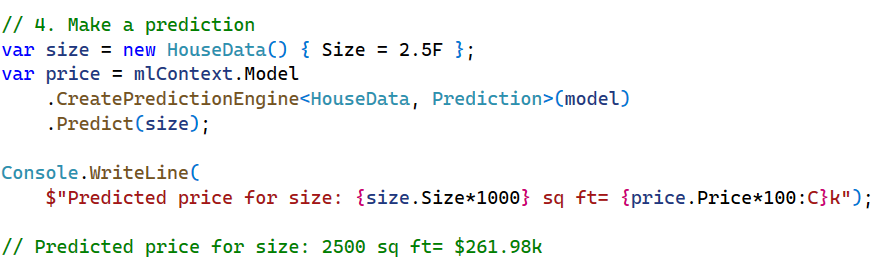 // 4. Make a prediction
var size = new HouseData() { Size = 2.5F };
var price = mlContext.Model
    .CreatePredictionEngine<HouseData, Prediction>(model)
    .Predict(size);

Console.WriteLine(
    $"Predicted price for size: {size.Size*1000} sq ft= {price.Price*100:C}k");

// Predicted price for size: 2500 sq ft= $261.98k